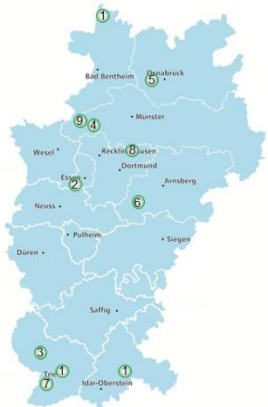 1
Bad Bentheim
Osnabrück
5
9
4
Münster
Wesel
Recklinghausen
8
Dortmund
Essen
2
Arnsberg
Neuss
6
Pulheim
Siegen
Düren
Saffig
3
Trier
1
1
7
Idar-Oberstein